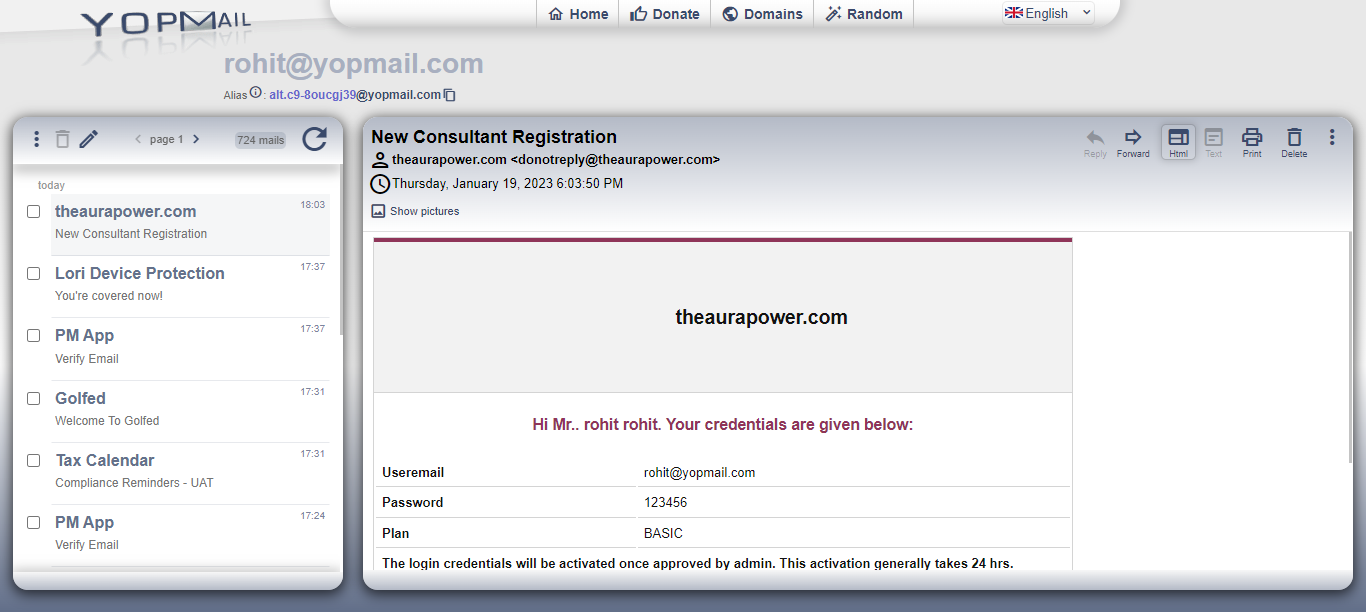 YOPMAIL
Home Donate Domains Random English
rohit@yopmail.com
Alias : alt.c9-8oucgj39@yopmail.com
page 1 724 mails
today
theaurapower.com 18:03
New Consultant Registration
Lori Device Protection 17:37
You're covered now!
PM App 17:37
Verify Email
Golfed 17:31
Welcome To Golfed
Tax Calendar 17:31
Compliance Reminders - UAT
PM App 17:24
Verify Email
New Consultant Registration
theaurapower.com <donotreply@theaurapower.com>
Thursday, January 19, 2023 6:03:50 PM
Show pictures
Reply Forward Html Text Print Delete
theaurapower.com
Hi Mr.. rohit rohit. Your credentials are given below:
Useremail rohit@yopmail.com
Password 123456
Plan BASIC
The login credentials will be activated once approved by admin. This activation generally takes 24 hrs.